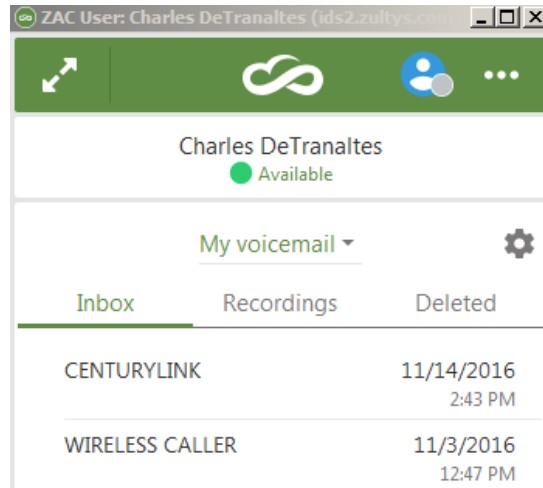 ZAC User: Charles DeTranaltes (ids2.zultys.com
Charles DeTranaltes
Available
My voicemail
Inbox Recordings Deleted
CENTURYLINK 11/14/2016
2:43 PM
WIRELESS CALLER 11/3/2016
12:47 PM